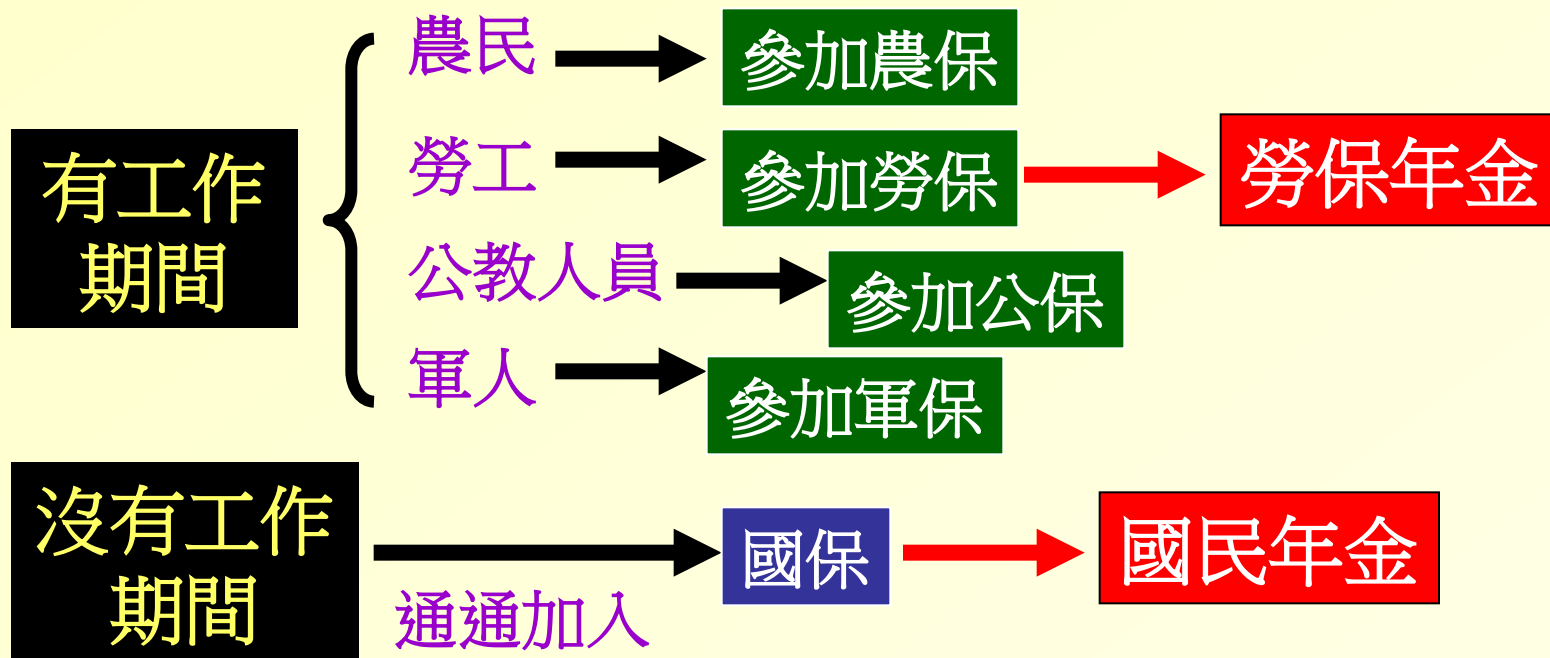 有工作
期間
農民
參加農保
勞工
參加勞保
勞保年金
公教人員
參加公保
軍人
參加軍保
沒有工作
期間
通通加入
國保
國民年金